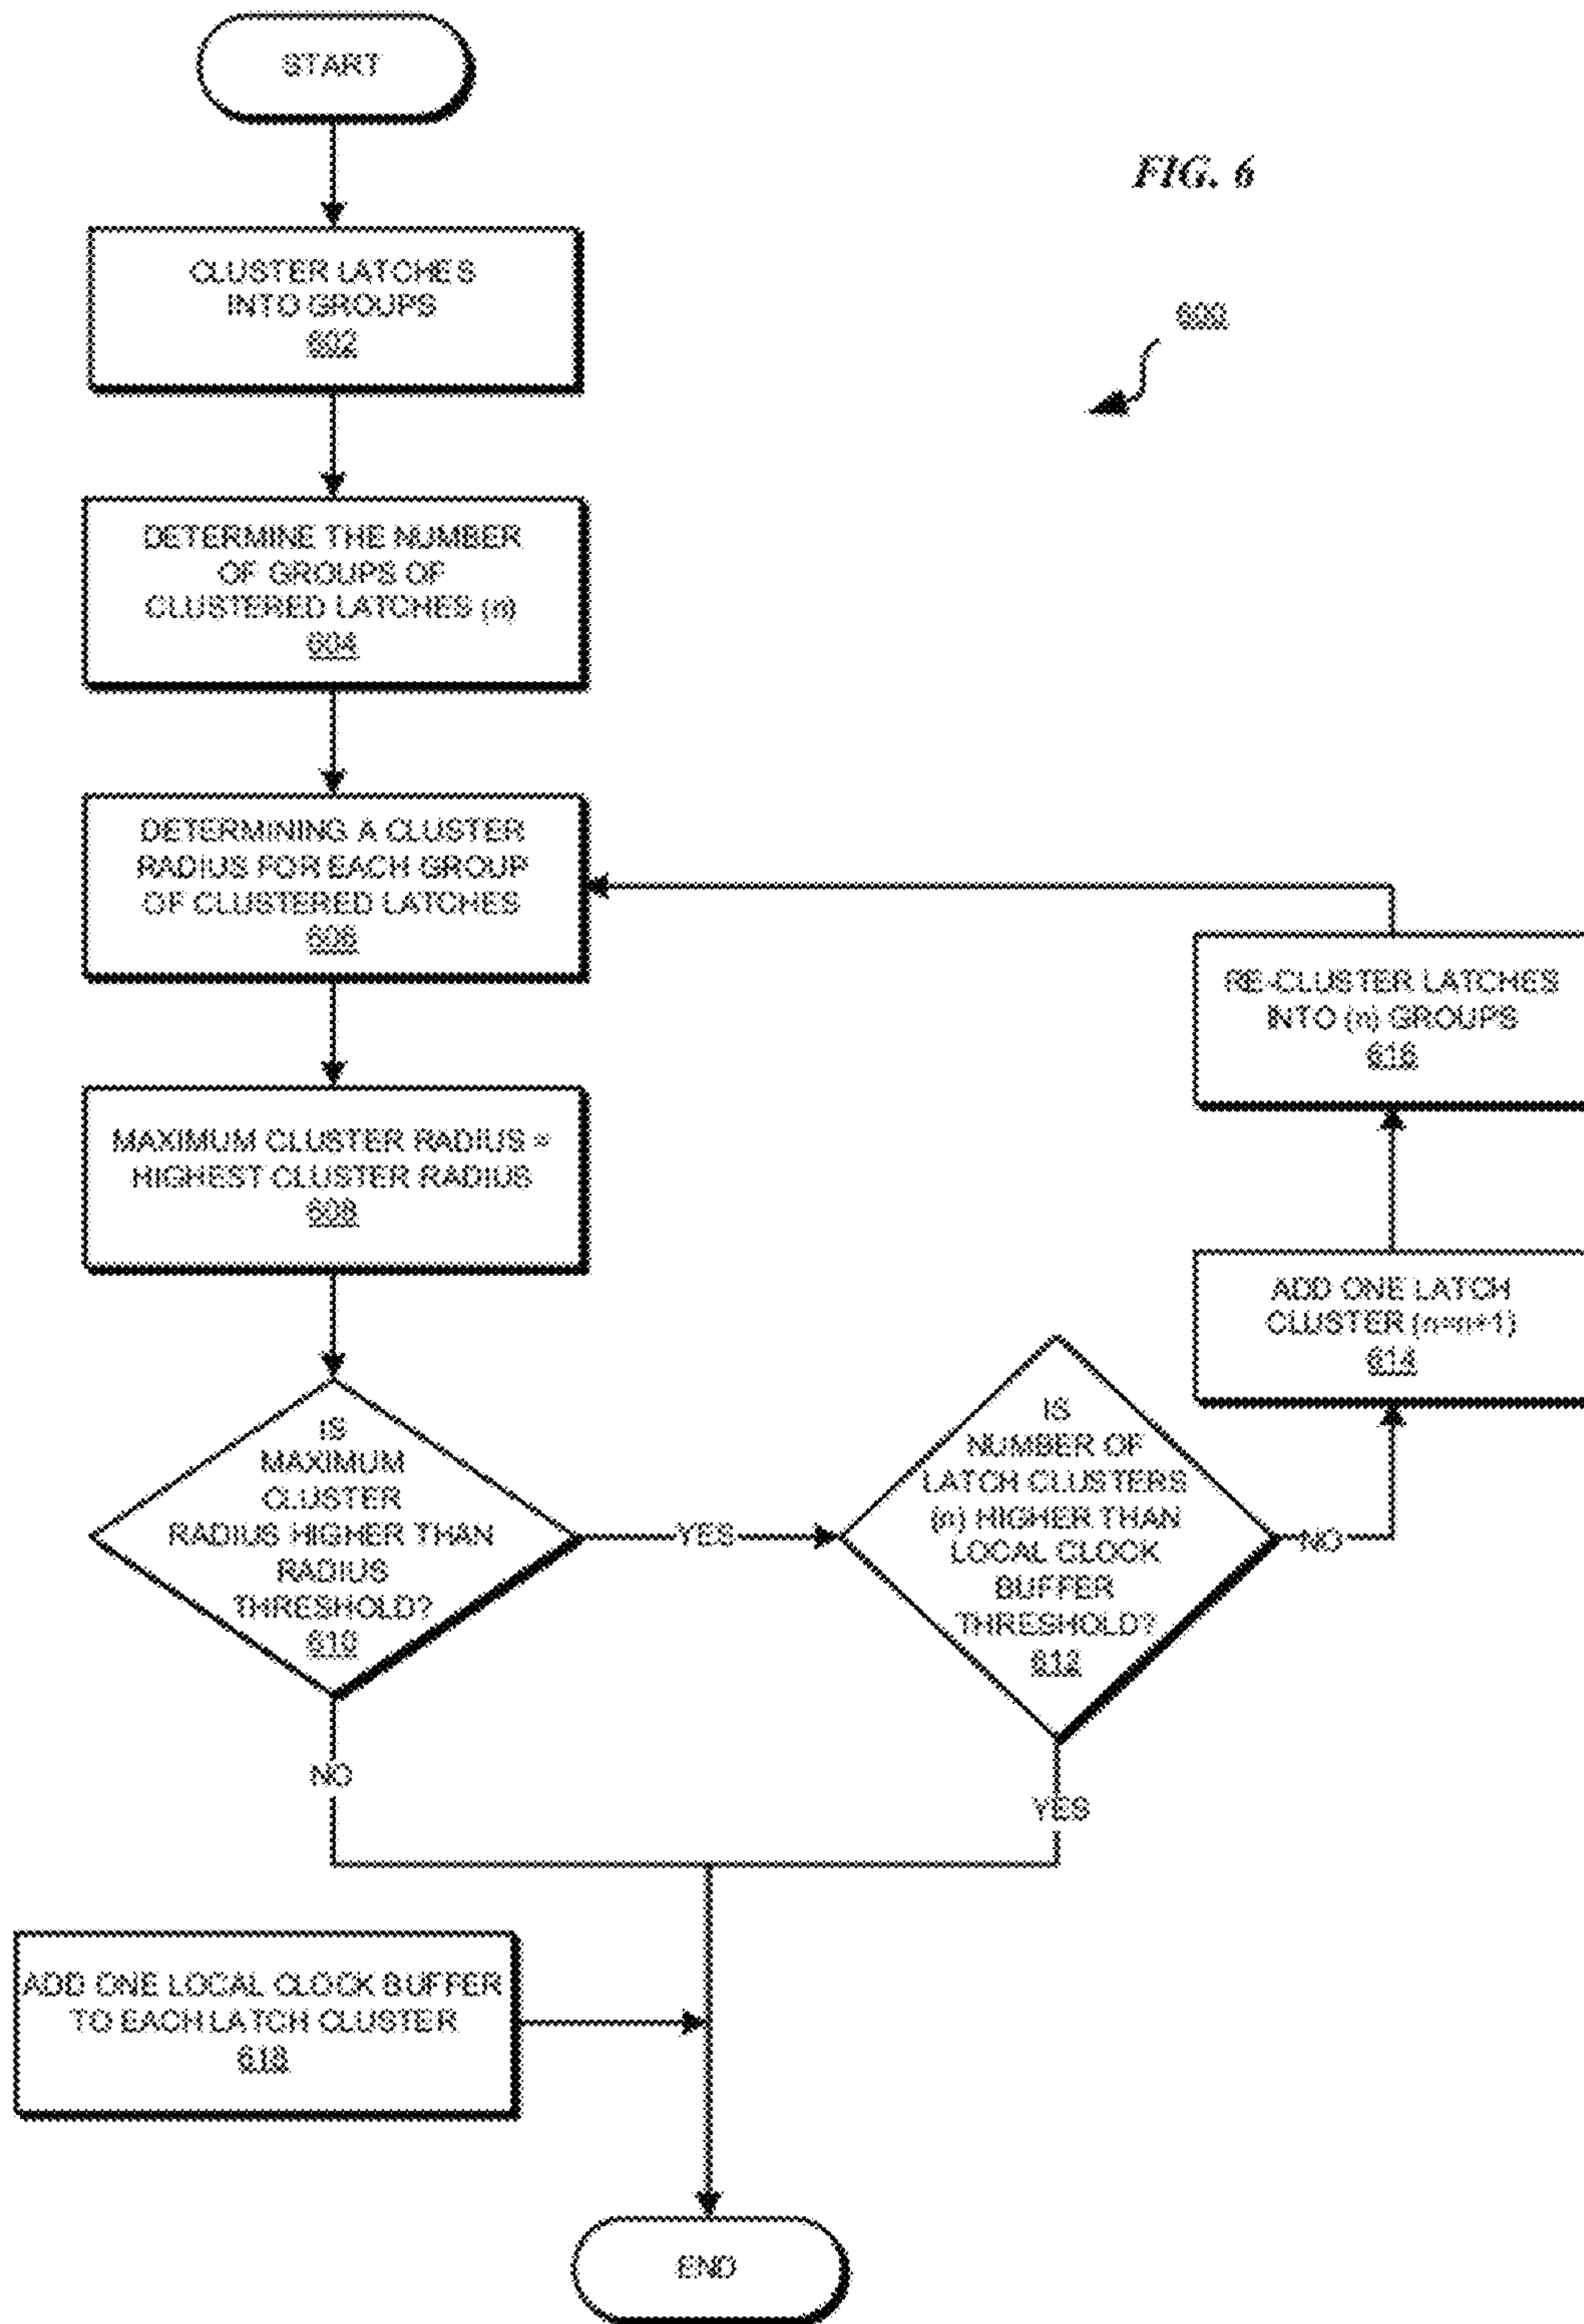 START
FIG. 6
600
CLUSTER LATCHES
INTO GROUPS
602
DETERMINE THE NUMBER
OF GROUPS OF
CLUSTERED LATCHES (n)
604
DETERMINING A CLUSTER
RADIUS FOR EACH GROUP
OF CLUSTERED LATCHES
606
RE-CLUSTER LATCHES
INTO (n) GROUPS
616
MAXIMUM CLUSTER RADIUS =
HIGHEST CLUSTER RADIUS
608
ADD ONE LATCH
CLUSTER (n=n+1)
614
IS
MAXIMUM
CLUSTER
RADIUS HIGHER THAN
RADIUS
THRESHOLD?
610
YES
IS
NUMBER OF
LATCH CLUSTERS
(n) HIGHER THAN
LOCAL CLOCK
BUFFER
THRESHOLD?
612
NO
NO
YES
ADD ONE LOCAL CLOCK BUFFER
TO EACH LATCH CLUSTER
618
END